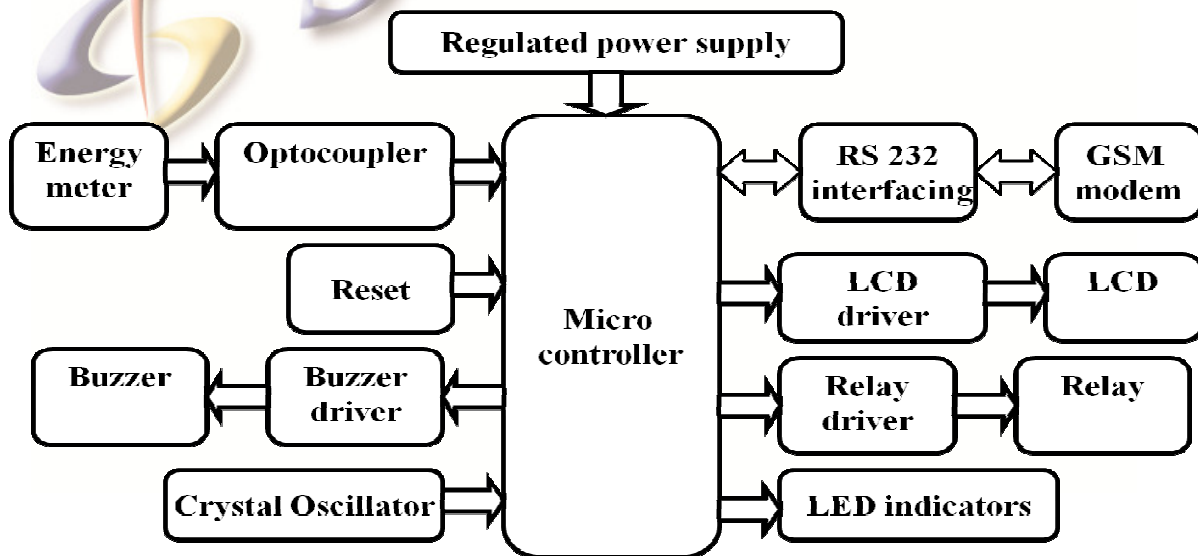 Regulated power supply
Energy
meter
Optocoupler
RS 232
interfacing
GSM
modem
Reset
Micro
controller
LCD
driver
LCD
Buzzer
Buzzer
driver
Relay
driver
Relay
Crystal Oscillator
LED indicators